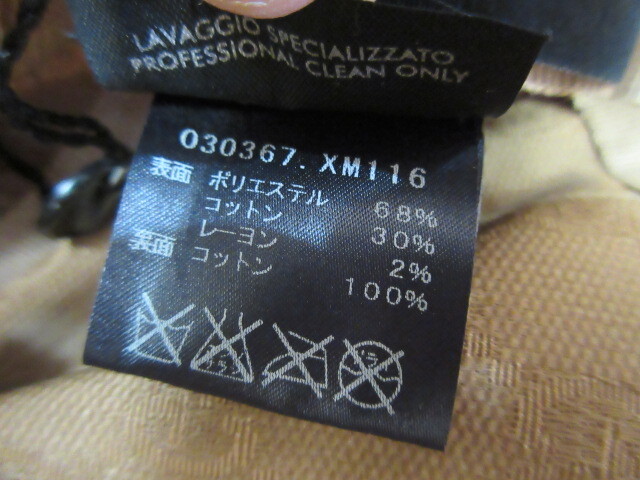 LAVAGGIO SPECIALIZZATO
PROFESSIONAL CLEAN ONLY
030367. XM116
表面 ポリエステル 68%
コットン 30%
レーヨン 2%
裏面 コットン 100%